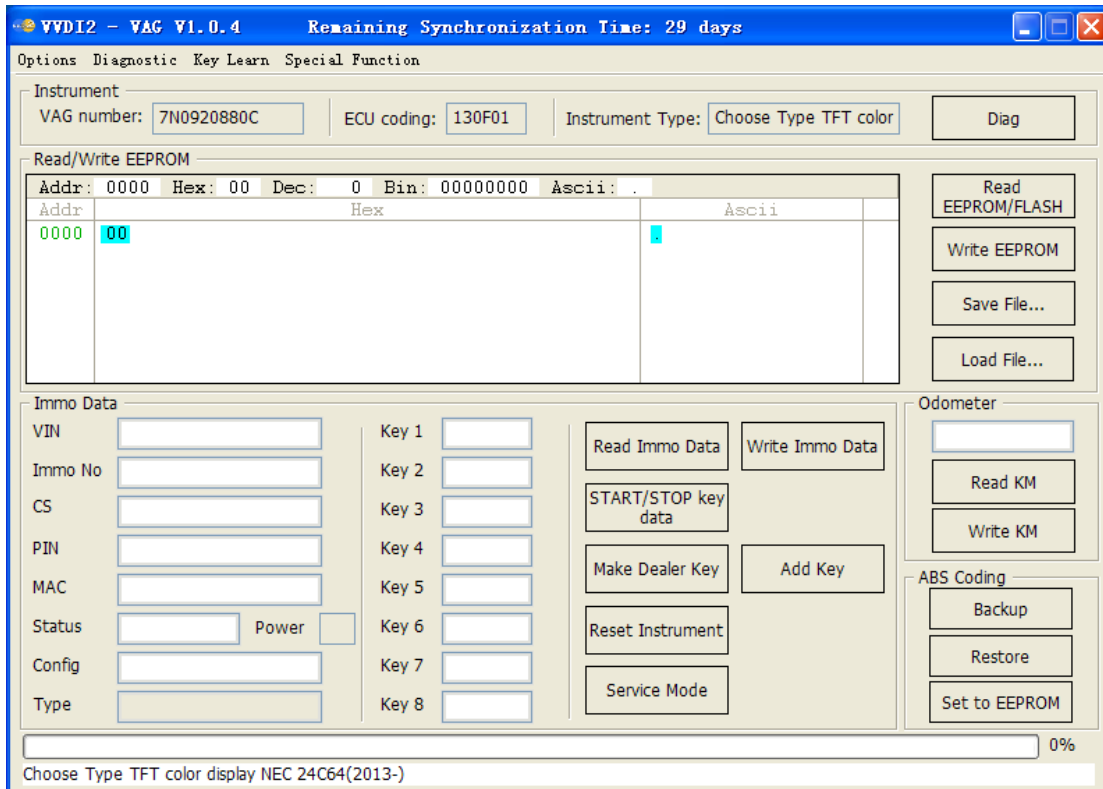 VVDI2 - VAG V1.0.4 Remaining Synchronization Time: 29 days
Options Diagnostic Key Learn Special Function
Instrument
VAG number: 7N0920880C ECU coding: 130F01 Instrument Type: Choose Type TFT color Diag
Read/Write EEPROM
Addr: 0000 Hex: 00 Dec: 0 Bin: 00000000 Ascii: .
Addr Hex Ascii
0000 00 .
Read
EEPROM/FLASH
Write EEPROM
Save File...
Load File...
Immo Data
VIN
Immo No
CS
PIN
MAC
Status Power
Config
Type
Key 1
Key 2
Key 3
Key 4
Key 5
Key 6
Key 7
Key 8
Read Immo Data Write Immo Data
START/STOP key
data
Make Dealer Key Add Key
Reset Instrument
Service Mode
Odometer
Read KM
Write KM
ABS Coding
Backup
Restore
Set to EEPROM
0%
Choose Type TFT color display NEC 24C64(2013-)